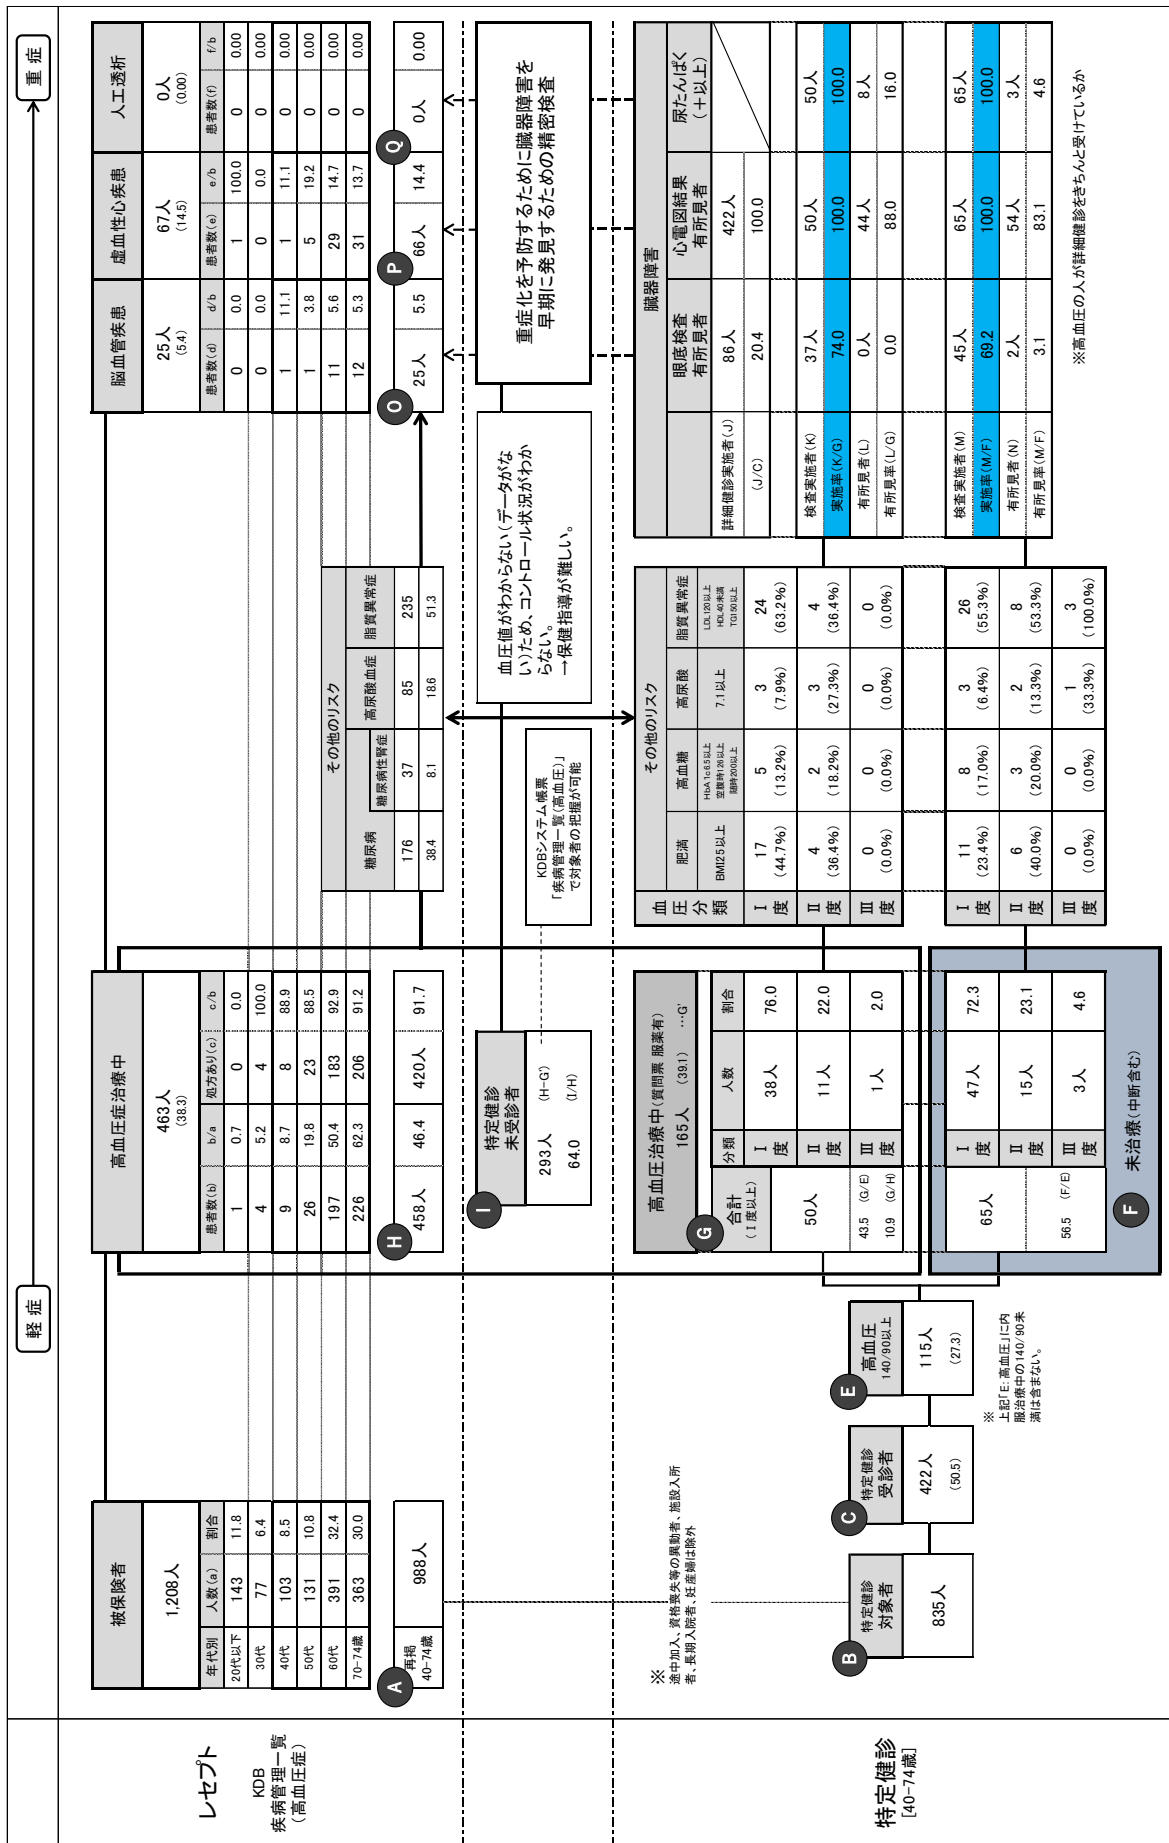 軽症
重症
レセプト
KDB
疾病管理一覧
（高血圧症）
被保険者
1,208人
年代別 人数(a) 割合
20代以下 143 11.8
30代 77 6.4
40代 103 8.5
50代 131 10.8
60代 391 32.4
70-74歳 363 30.0
A
再掲
40-74歳
988人
高血圧症治療中
463人
(38.3)
患者数(b) b/a 処方あり(c) c/b
1 0.7 0 0.0
4 5.2 4 100.0
9 8.7 8 88.9
26 19.8 23 88.5
197 50.4 183 92.9
226 62.3 206 91.2
H
458人 46.4 420人 91.7
その他のリスク
糖尿病 糖尿病性腎症 高尿酸血症 脂質異常症
176 37 85 235
38.4 8.1 18.6 51.3
脳血管疾患 虚血性心疾患 人工透析
25人 67人 0人
(5.4) (14.5) (0.00)
患者数(d) d/b 患者数(e) e/b 患者数(f) f/b
0 0.0 1 100.0 0 0.00
0 0.0 0 0.0 0 0.00
1 11.1 1 11.1 0 0.00
1 3.8 5 19.2 0 0.00
11 5.6 29 14.7 0 0.00
12 5.3 31 13.7 0 0.00
O P Q
25人 5.5 66人 14.4 0人 0.00
I
特定健診
未受診者
293人 (H-G')
64.0 (I/H)
KDBシステム帳票
「疾病管理一覧(高血圧)」
で対象者の把握が可能
血圧値がわからない(データがな
い)ため、コントロール状況がわか
らない。
→保健指導が難しい。
重症化を予防するために臓器障害を
早期に発見するための精密検査
特定健診
[40-74歳]
※
途中加入、資格喪失等の異動者、施設入所
者、長期入院者、妊産婦は除外
B
特定健診
対象者
835人
C
特定健診
受診者
422人
(50.5)
E
高血圧
140/90以上
115人
(27.3)
※
上記「E:高血圧」に内
服治療中の140/90未
満は含まない。
高血圧治療中(質問票 服薬有)
165人 (39.1) …G'
G
合計
(Ⅰ度以上)
分類 人数 割合
50人
43.5 (G/E)
10.9 (G/H)
Ⅰ度 38人 76.0
Ⅱ度 11人 22.0
Ⅲ度 1人 2.0
65人
56.5 (F/E)
Ⅰ度 47人 72.3
Ⅱ度 15人 23.1
Ⅲ度 3人 4.6
F
未治療(中断含む)
血圧分類
その他のリスク
肥満 高血糖 高尿酸 脂質異常症
BMI25以上
HbA1c6.5以上
空腹時126以上
随時200以上
7.1以上
LDL120以上
HDL40未満
TG150以上
Ⅰ度 17 5 3 24
(44.7%) (13.2%) (7.9%) (63.2%)
Ⅱ度 4 2 3 4
(36.4%) (18.2%) (27.3%) (36.4%)
Ⅲ度 0 0 0 0
(0.0%) (0.0%) (0.0%) (0.0%)
Ⅰ度 11 8 3 26
(23.4%) (17.0%) (6.4%) (55.3%)
Ⅱ度 6 3 2 8
(40.0%) (20.0%) (13.3%) (53.3%)
Ⅲ度 0 0 1 3
(0.0%) (0.0%) (33.3%) (100.0%)
臓器障害
眼底検査
有所見者
心電図結果
有所見者
尿たんぱく
(＋以上)
詳細健診実施者(J) 86人 422人
(J/C) 20.4 100.0
検査実施者(K) 37人 50人 50人
実施率(K/G) 74.0 100.0 100.0
有所見者(L) 0人 44人 8人
有所見率(L/G) 0.0 88.0 16.0
検査実施者(M) 45人 65人 65人
実施率(M/F) 69.2 100.0 100.0
有所見者(N) 2人 54人 3人
有所見率(M/F) 3.1 83.1 4.6
※高血圧の人が詳細健診をきちんと受けているか